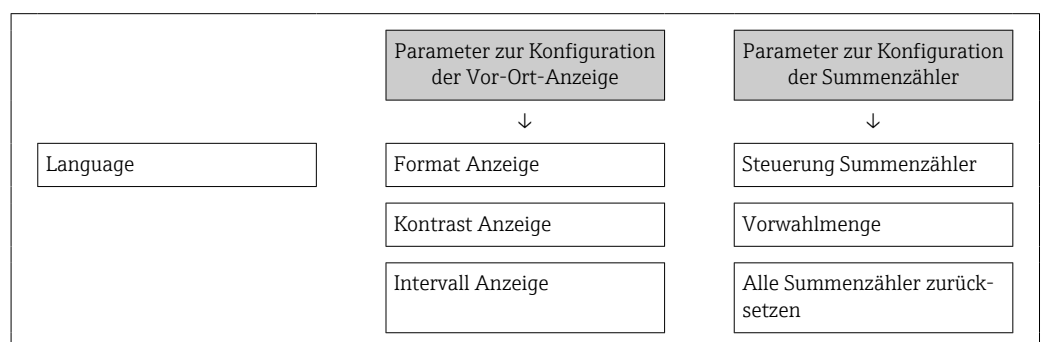 Parameter zur Konfiguration
der Vor-Ort-Anzeige
Parameter zur Konfiguration
der Summenzähler
↓
↓
Language
Format Anzeige
Steuerung Summenzähler
Kontrast Anzeige
Vorwahlmenge
Intervall Anzeige
Alle Summenzähler zurück-
setzen